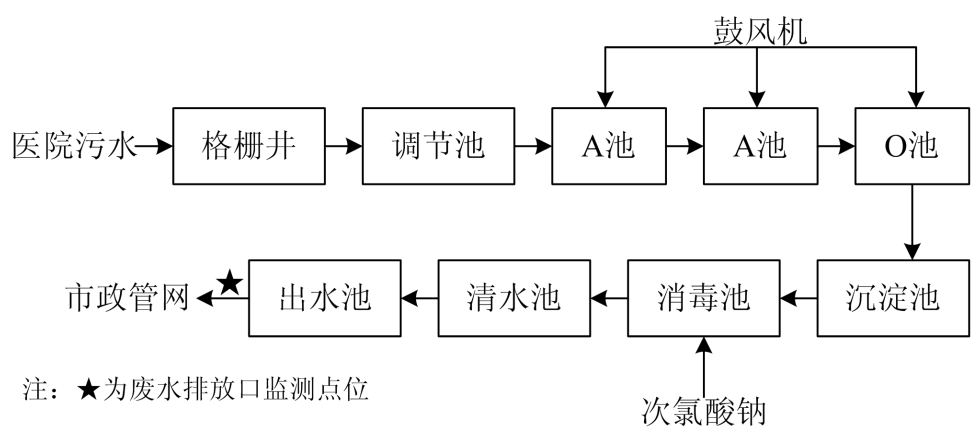 鼓风机
医院污水
格栅井
调节池
A池
A池
O池
市政管网
★
出水池
清水池
消毒池
沉淀池
注：★为废水排放口监测点位
次氯酸钠